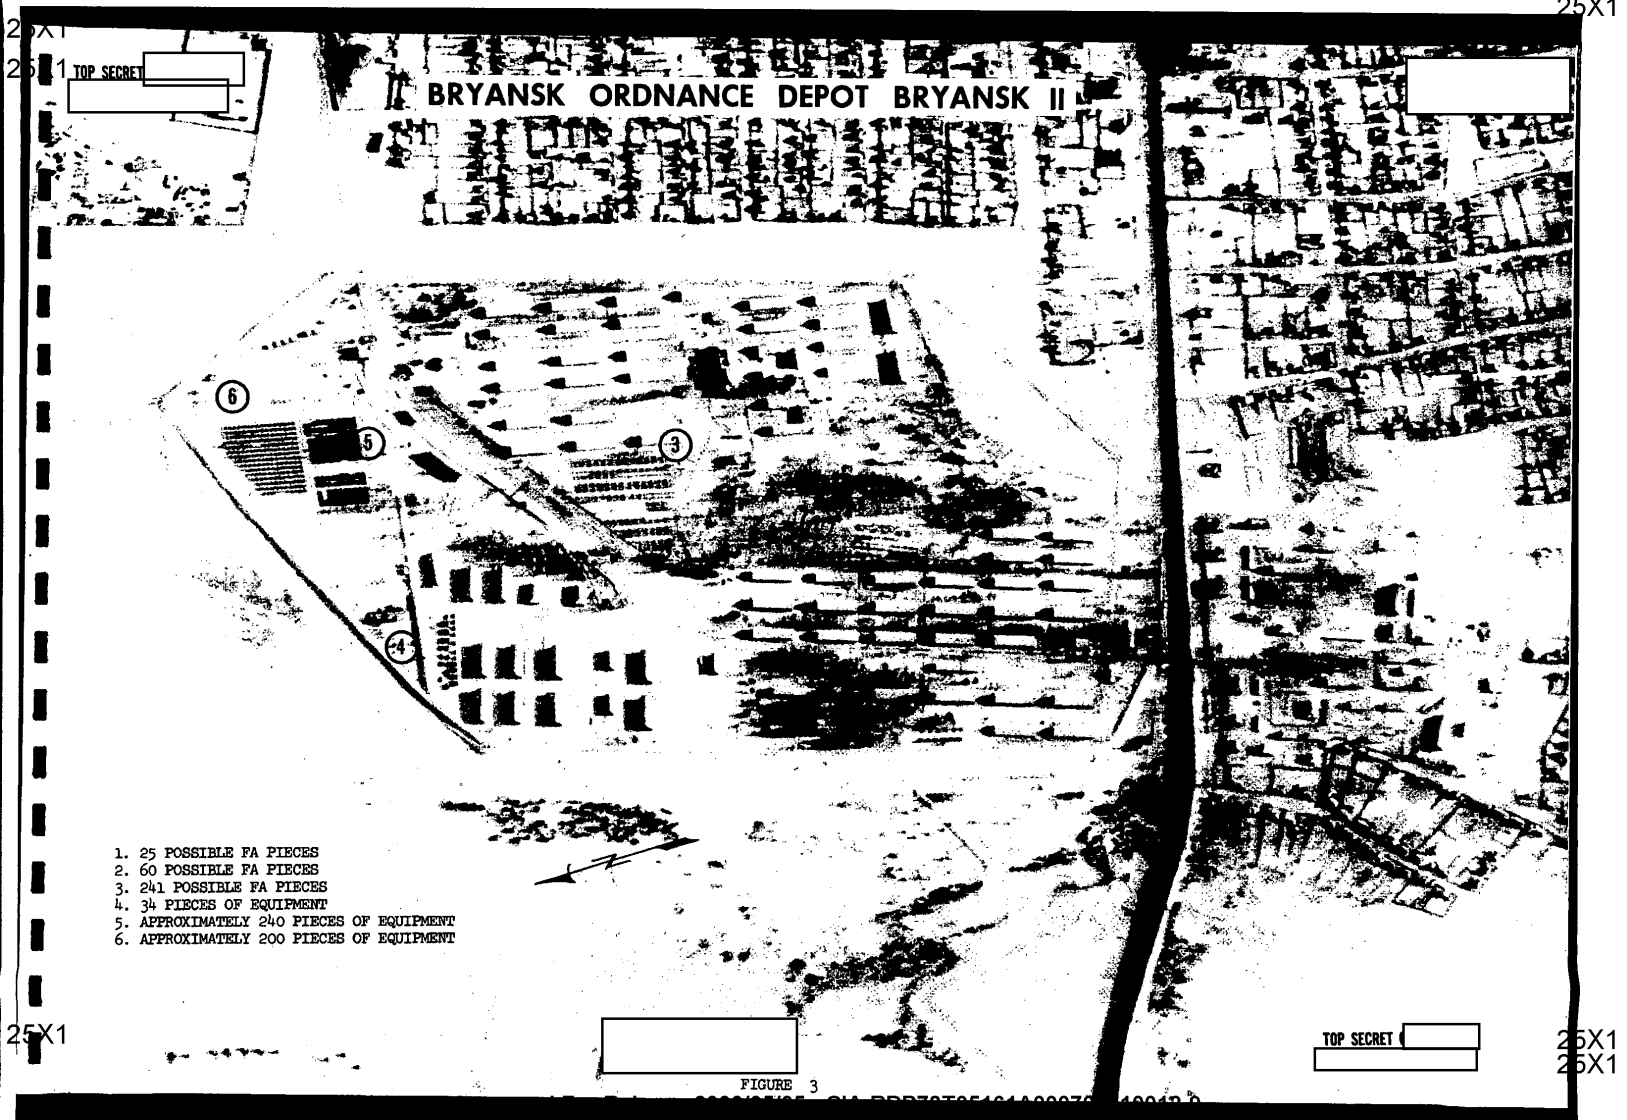 25X1
25X1
25X1
TOP SECRET
BRYANSK ORDNANCE DEPOT BRYANSK II
6
5
3
4
1. 25 POSSIBLE FA PIECES
2. 60 POSSIBLE FA PIECES
3. 241 POSSIBLE FA PIECES
4. 34 PIECES OF EQUIPMENT
5. APPROXIMATELY 240 PIECES OF EQUIPMENT
6. APPROXIMATELY 200 PIECES OF EQUIPMENT
25X1
TOP SECRET
25X1
25X1
FIGURE 3